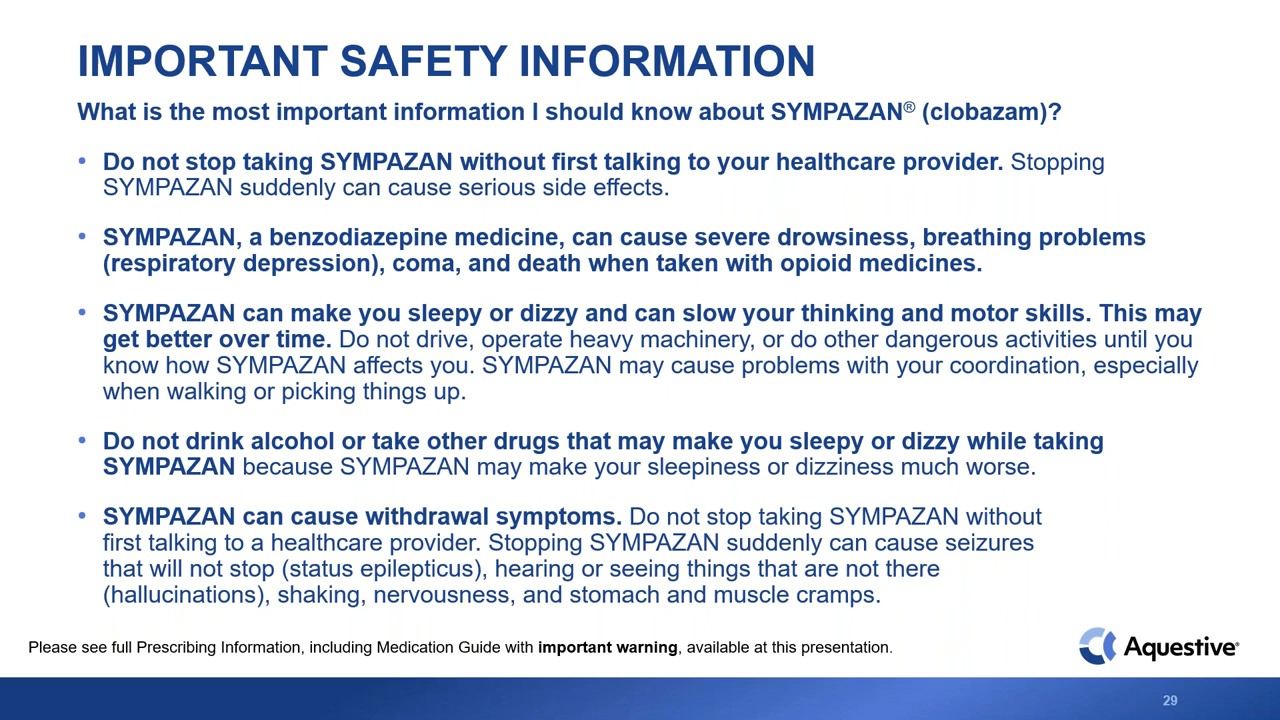 IMPORTANT SAFETY INFORMATION
What is the most important information I should know about SYMPAZAN® (clobazam)?
• Do not stop taking SYMPAZAN without first talking to your healthcare provider. Stopping
SYMPAZAN suddenly can cause serious side effects.
• SYMPAZAN, a benzodiazepine medicine, can cause severe drowsiness, breathing problems
(respiratory depression), coma, and death when taken with opioid medicines.
• SYMPAZAN can make you sleepy or dizzy and can slow your thinking and motor skills. This may
get better over time. Do not drive, operate heavy machinery, or do other dangerous activities until you
know how SYMPAZAN affects you. SYMPAZAN may cause problems with your coordination, especially
when walking or picking things up.
• Do not drink alcohol or take other drugs that may make you sleepy or dizzy while taking
SYMPAZAN because SYMPAZAN may make your sleepiness or dizziness much worse.
• SYMPAZAN can cause withdrawal symptoms. Do not stop taking SYMPAZAN without
first talking to a healthcare provider. Stopping SYMPAZAN suddenly can cause seizures
that will not stop (status epilepticus), hearing or seeing things that are not there
(hallucinations), shaking, nervousness, and stomach and muscle cramps.
Please see full Prescribing Information, including Medication Guide with important warning, available at this presentation.
Aquestive®
29